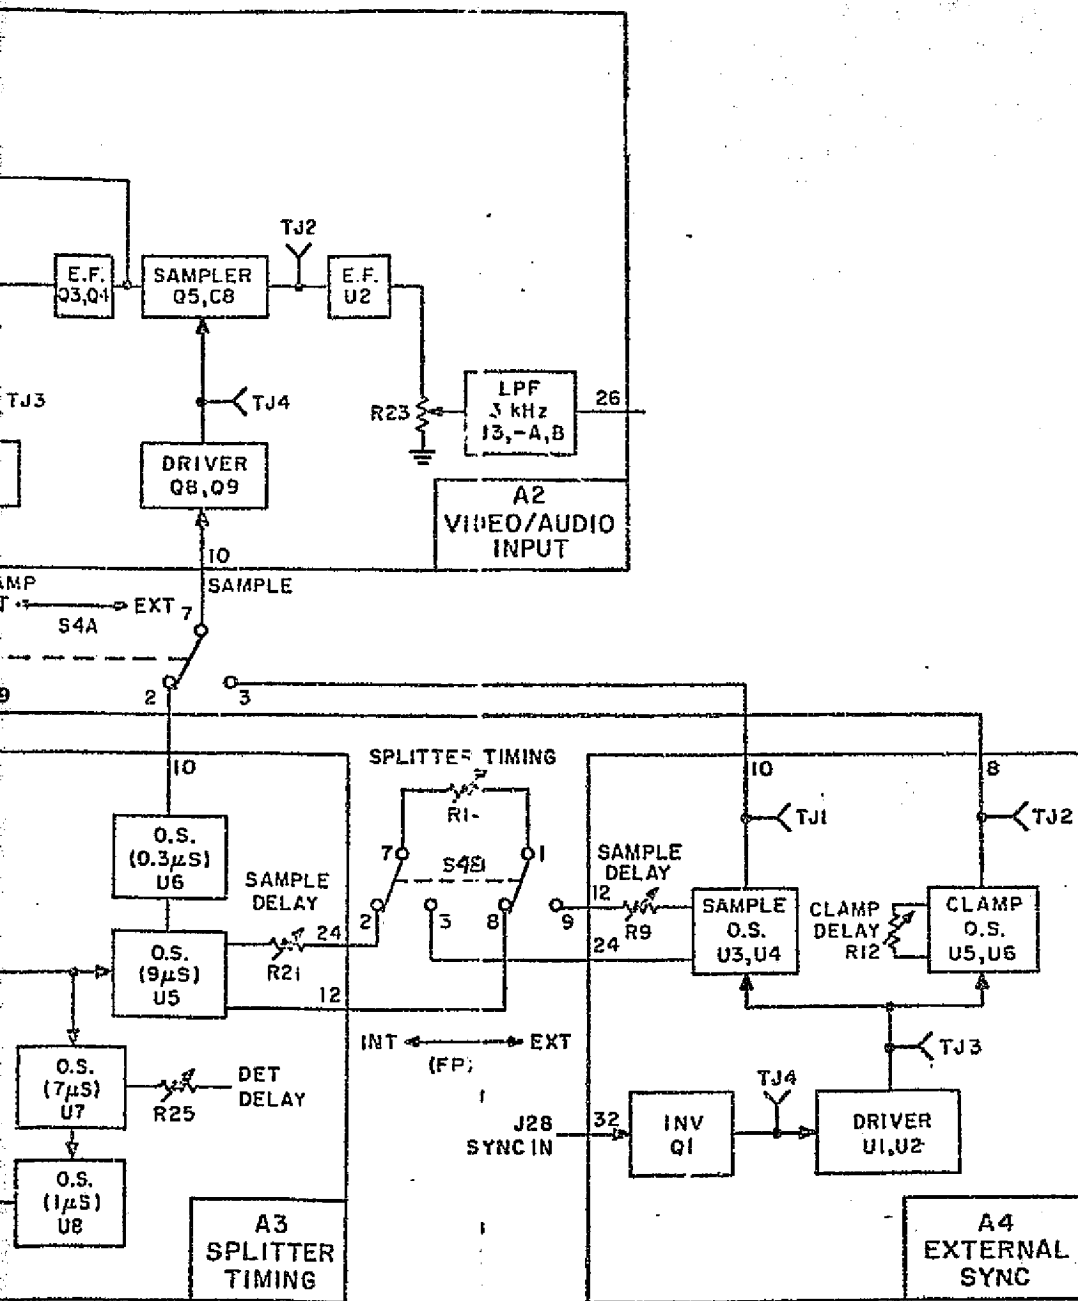 TJ2
E.F.
Q3,Q4
SAMPLER
Q5,C8
E.F.
U2
TJ3
TJ4
R23
LPF
3 kHz
13,-A,B
26
DRIVER
Q8,Q9
A2
VIDEO/AUDIO
INPUT
10
SAMPLE
AMP
T
EXT
7
S4A
9
2
3
10
SPLITTER TIMING
10
8
R1
TJ1
TJ2
O.S.
(0.3µS)
U6
SAMPLE
DELAY
7
S4B
1
SAMPLE
DELAY
2
3
8
9
12
R9
SAMPLE
O.S.
U3,U4
CLAMP
DELAY
R12
CLAMP
O.S.
U5,U6
24
R21
24
O.S.
(9µS)
U5
12
INT
EXT
(FP)
TJ3
O.S.
(7µS)
U7
R25
DET
DELAY
TJ4
J28
SYNC IN
32
INV
Q1
DRIVER
U1,U2
O.S.
(1µS)
U8
A3
SPLITTER
TIMING
A4
EXTERNAL
SYNC